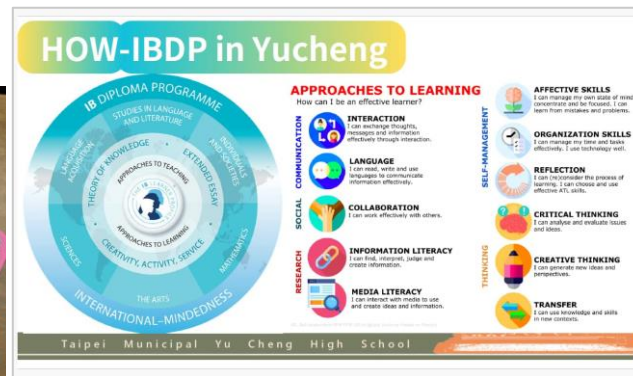 HOW-IBDP in Yucheng
IB DIPLOMA PROGRAMME
STUDIES IN LANGUAGE
AND LITERATURE
LANGUAGE
ACQUISITION
INDIVIDUALS
AND SOCIETIES
THEORY OF KNOWLEDGE
EXTENDED ESSAY
APPROACHES TO TEACHING
APPROACHES TO LEARNING
CREATIVITY, ACTIVITY, SERVICE
SCIENCES
MATHEMATICS
THE ARTS
INTERNATIONAL-MINDEDNESS
APPROACHES TO LEARNING
How can I be an effective learner?
COMMUNICATION
INTERACTION
I can exchange thoughts,
messages and information
effectively through interaction.
LANGUAGE
I can read, write and use
languages to communicate
information effectively.
SOCIAL
COLLABORATION
I can work effectively with others.
RESEARCH
INFORMATION LITERACY
I can find, interpret, judge and
create information.
MEDIA LITERACY
I can interact with media to use
and create ideas and information.
SELF-MANAGEMENT
AFFECTIVE SKILLS
I can manage my own state of mind,
concentrate and be focused. I can
learn from mistakes and problems.
ORGANIZATION SKILLS
I can manage my time and tasks
effectively. I use technology well.
REFLECTION
I can (re)consider the process of
learning. I can choose and use
effective ATL skills.
THINKING
CRITICAL THINKING
I can analyse and evaluate issues
and ideas.
CREATIVE THINKING
I can generate new ideas and
perspectives.
TRANSFER
I can use knowledge and skills
in new contexts.
Taipei Municipal Yu Cheng High School